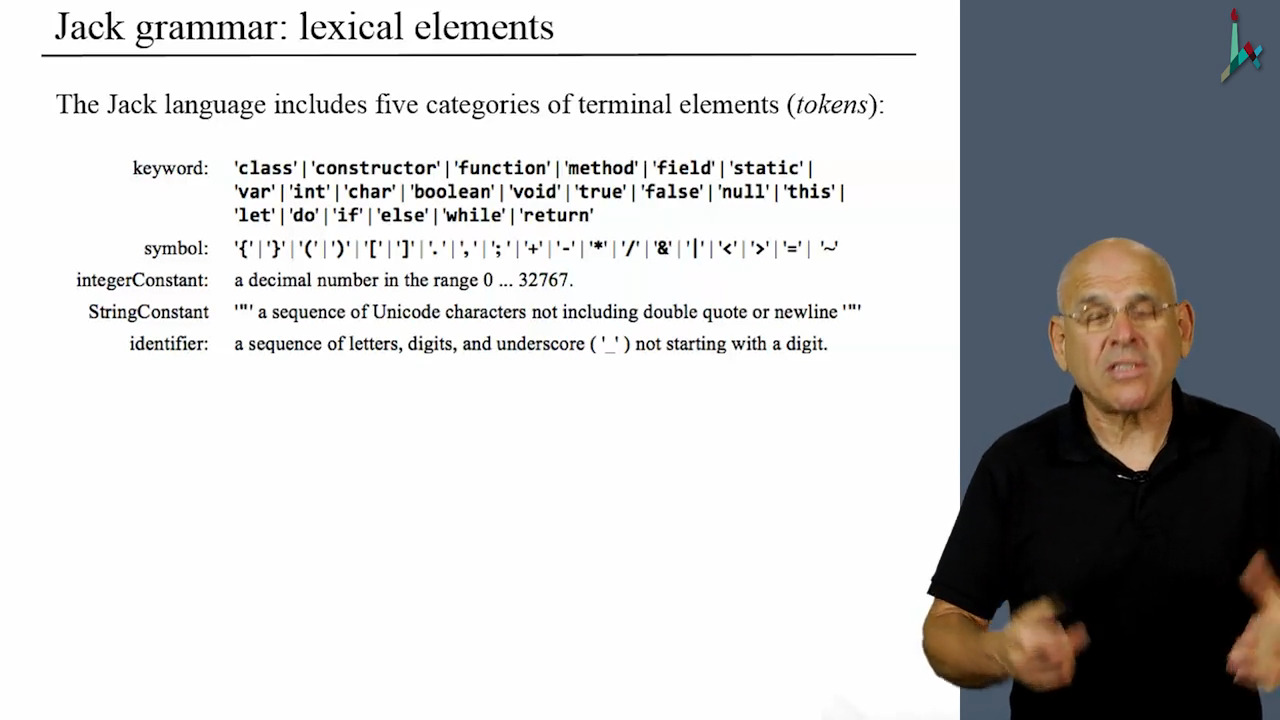 Jack grammar: lexical elements
The Jack language includes five categories of terminal elements (tokens):
keyword: 'class'|'constructor'|'function'|'method'|'field'|'static'|
'var'|'int'|'char'|'boolean'|'void'|'true'|'false'|'null'|'this'|
'let'|'do'|'if'|'else'|'while'|'return'
symbol: '{'|'}'|'('|')'|'['|']'|'.'|','|';'|'+'|'-'|'*'|'/'|'&'|'|'|'<'|'>'|'='|'~'
integerConstant: a decimal number in the range 0 ... 32767.
StringConstant '"' a sequence of Unicode characters not including double quote or newline '"'
identifier: a sequence of letters, digits, and underscore ( '_' ) not starting with a digit.